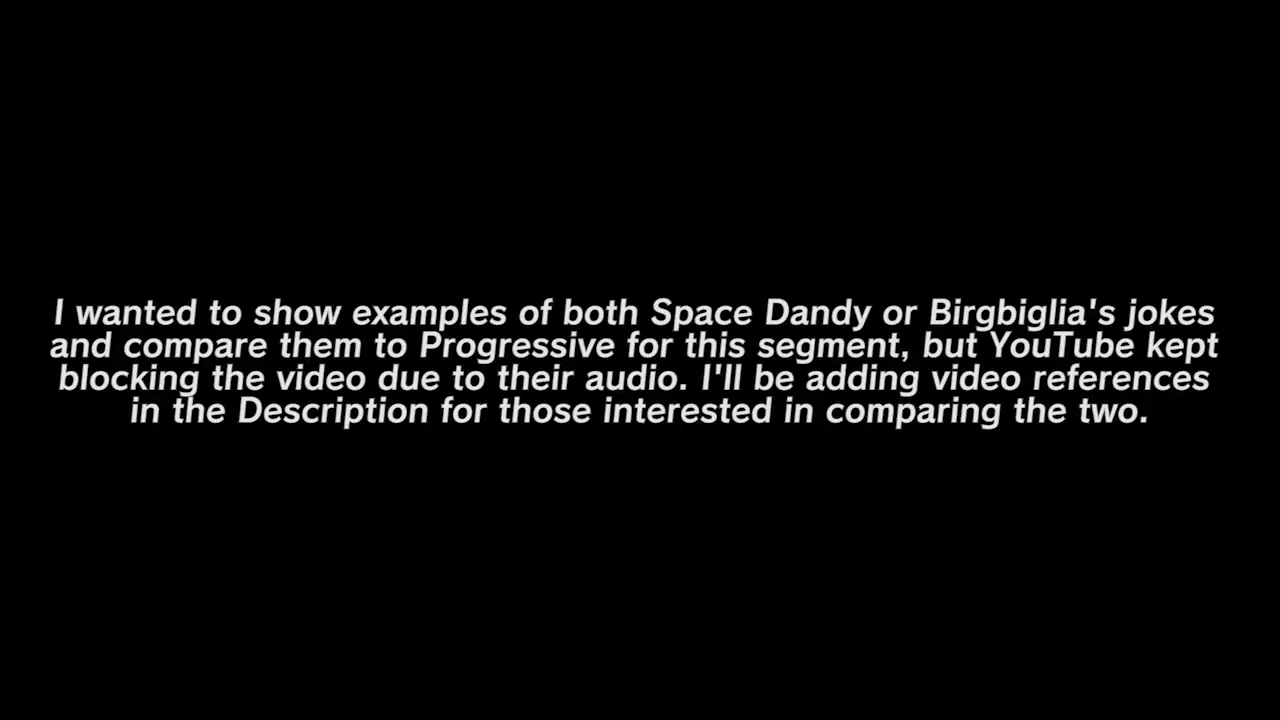 I wanted to show examples of both Space Dandy or Birgbiglia's jokes
and compare them to Progressive for this segment, but YouTube kept
blocking the video due to their audio. I'll be adding video references
in the Description for those interested in comparing the two.